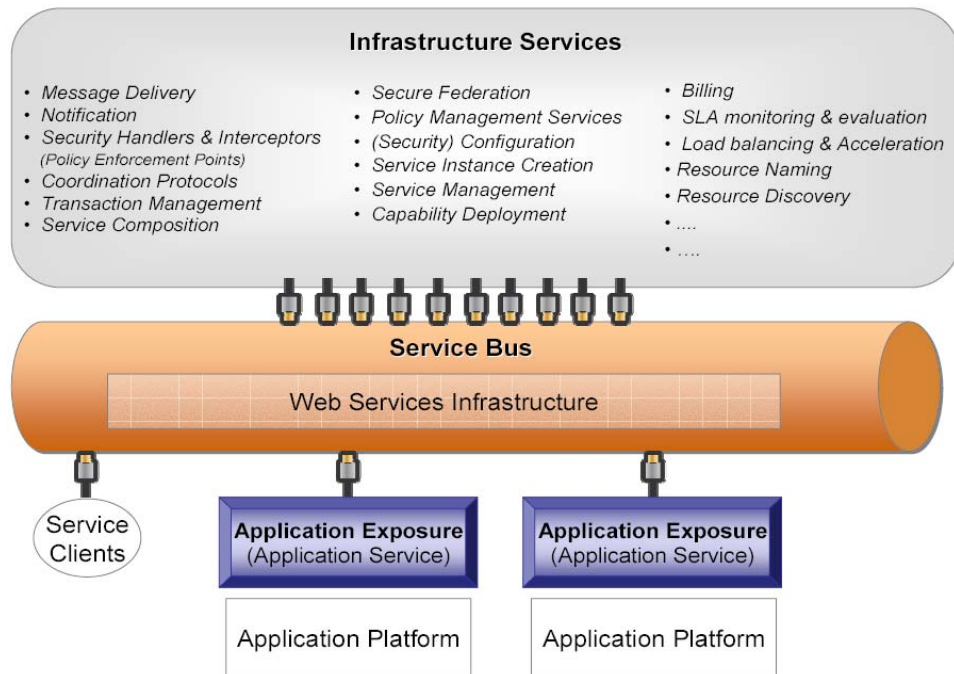 Infrastructure Services
• Message Delivery
• Notification
• Security Handlers & Interceptors
(Policy Enforcement Points)
• Coordination Protocols
• Transaction Management
• Service Composition
• Secure Federation
• Policy Management Services
• (Security) Configuration
• Service Instance Creation
• Service Management
• Capability Deployment
• Billing
• SLA monitoring & evaluation
• Load balancing & Acceleration
• Resource Naming
• Resource Discovery
• ....
• ....
Service Bus
Web Services Infrastructure
Service
Clients
Application Exposure
(Application Service)
Application Platform
Application Exposure
(Application Service)
Application Platform